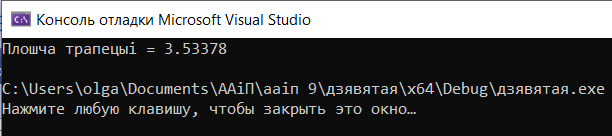 Консоль отладки Microsoft Visual Studio
Плошча трапецыі = 3.53378
C:\Users\olga\Documents\ААіП\ааіп 9\дзявятая\x64\Debug\дзявятая.exe
Нажмите любую клавишу, чтобы закрыть это окно…